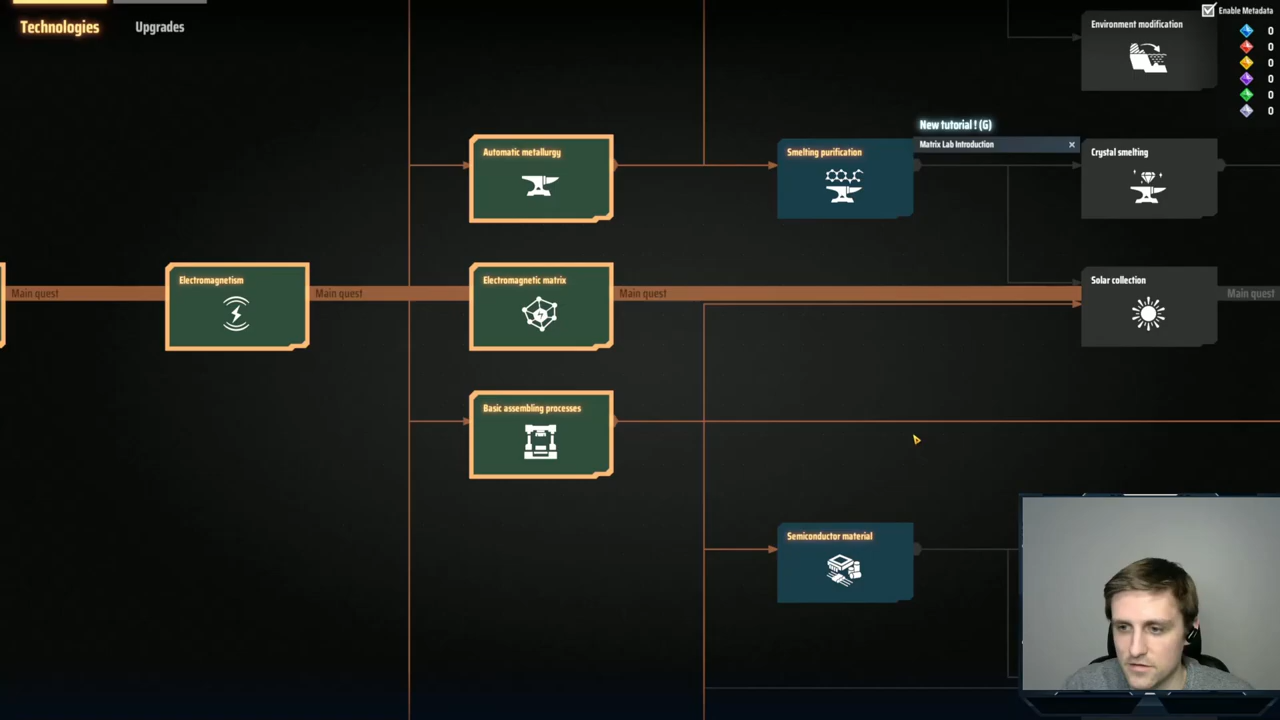 Technologies
Upgrades
Enable Metadata
Environment modification
0
0
0
0
0
0
New tutorial ! (G)
Matrix Lab Introduction
Automatic metallurgy
Smelting purification
Crystal smelting
Electromagnetism
Electromagnetic matrix
Solar collection
Main quest
Main quest
Main quest
Main quest
Basic assembling processes
Semiconductor material